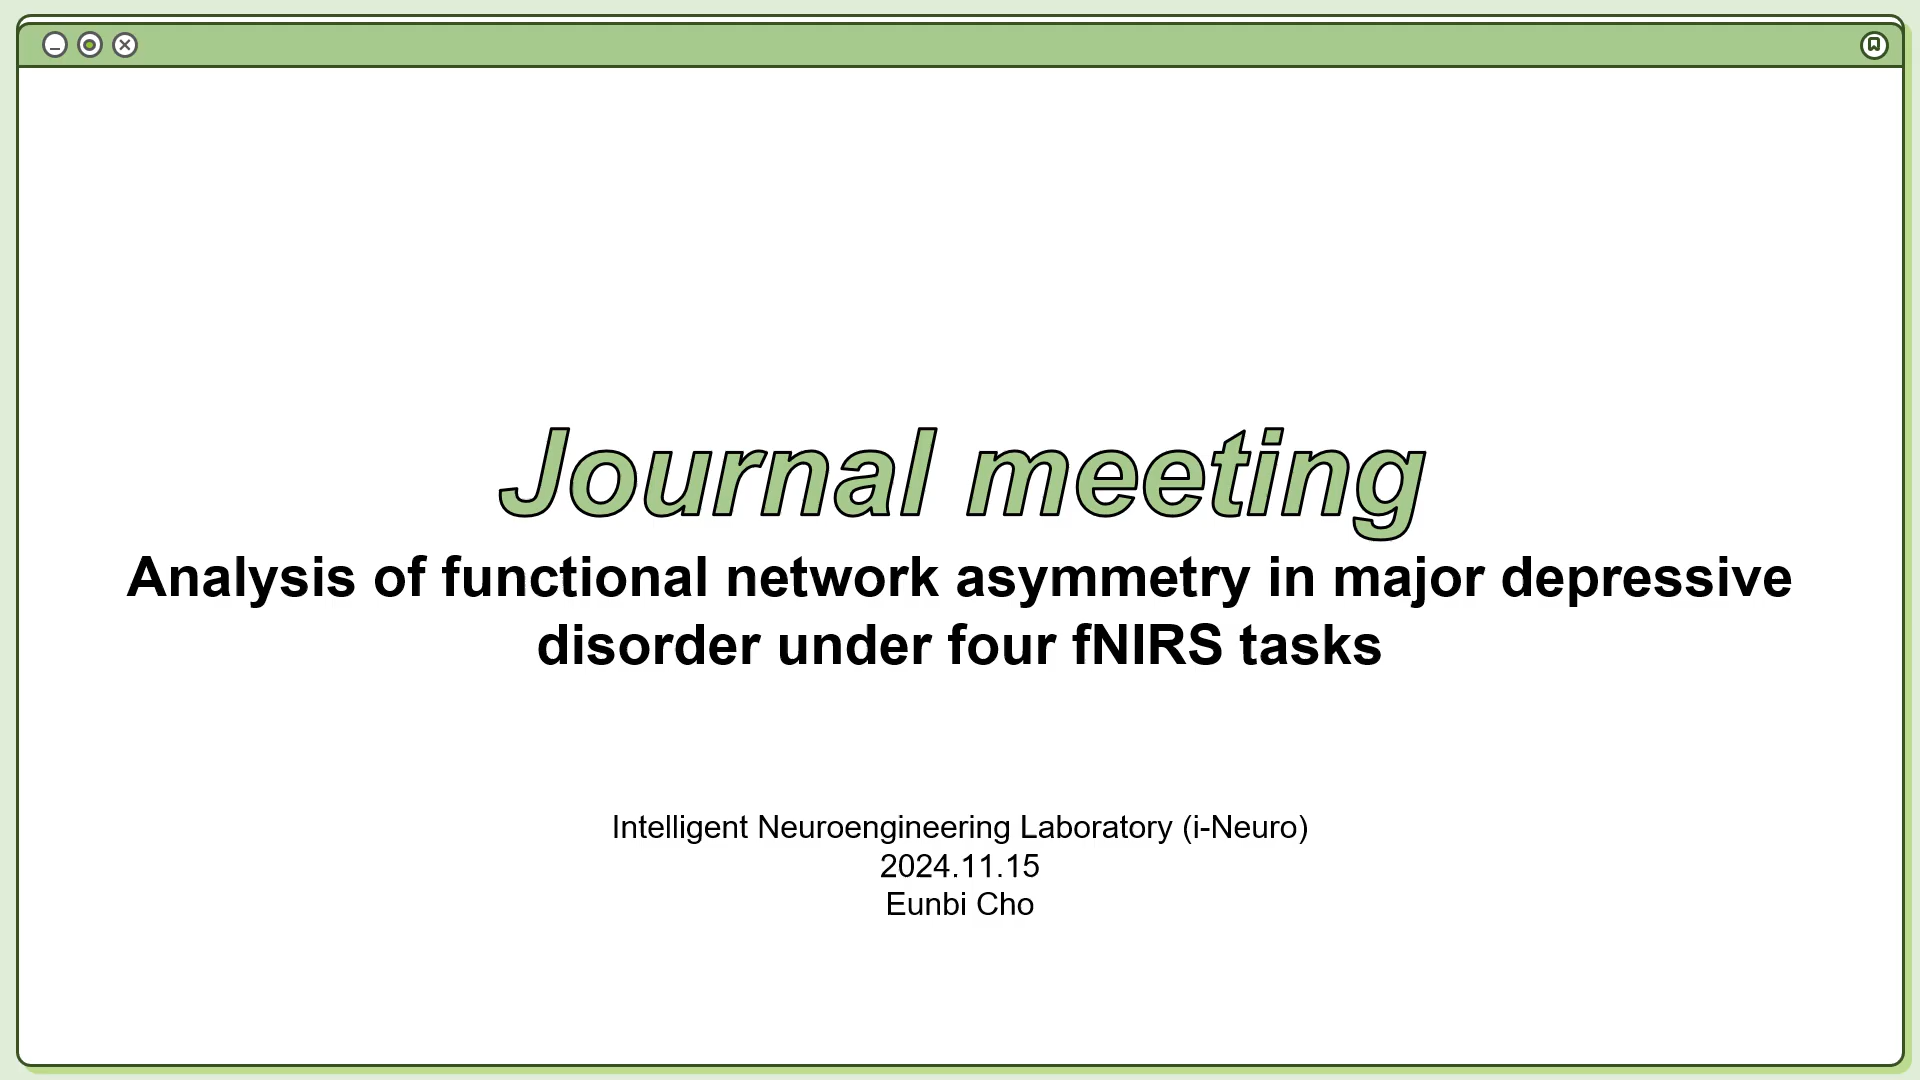 Journal meeting
Analysis of functional network asymmetry in major depressive
disorder under four fNIRS tasks
Intelligent Neuroengineering Laboratory (i-Neuro)
2024.11.15
Eunbi Cho